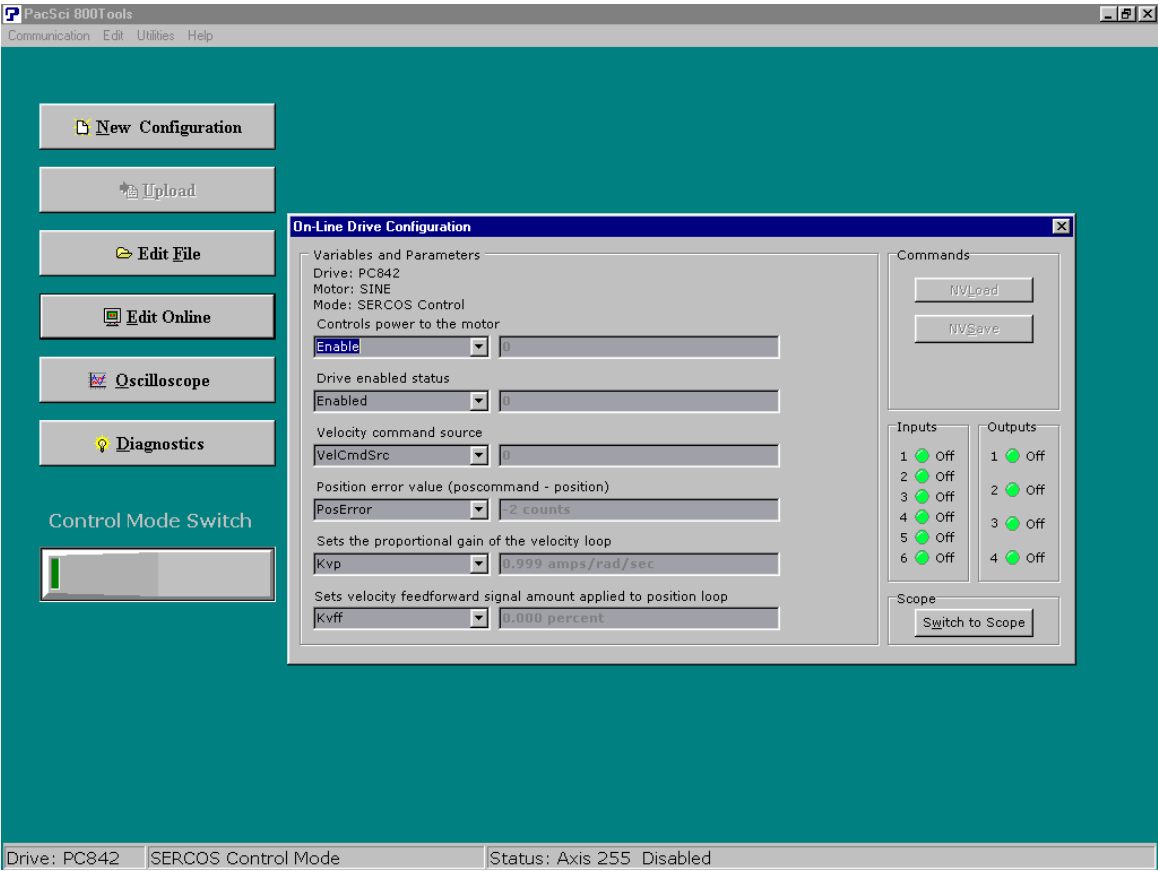 PacSci 800Tools
Communication Edit Utilities Help
New Configuration
Upload
Edit File
Edit Online
Oscilloscope
Diagnostics
Control Mode Switch
On-Line Drive Configuration
Variables and Parameters
Drive: PC842
Motor: SINE
Mode: SERCOS Control
Controls power to the motor
Enable 0
Drive enabled status
Enabled 0
Velocity command source
VelCmdSrc 0
Position error value (poscommand - position)
PosError -2 counts
Sets the proportional gain of the velocity loop
Kvp 0.999 amps/rad/sec
Sets velocity feedforward signal amount applied to position loop
Kvff 0.000 percent
Commands
NVLoad
NVSave
Inputs
1 Off
2 Off
3 Off
4 Off
5 Off
6 Off
Outputs
1 Off
2 Off
3 Off
4 Off
Scope
Switch to Scope
Drive: PC842 SERCOS Control Mode Status: Axis 255 Disabled